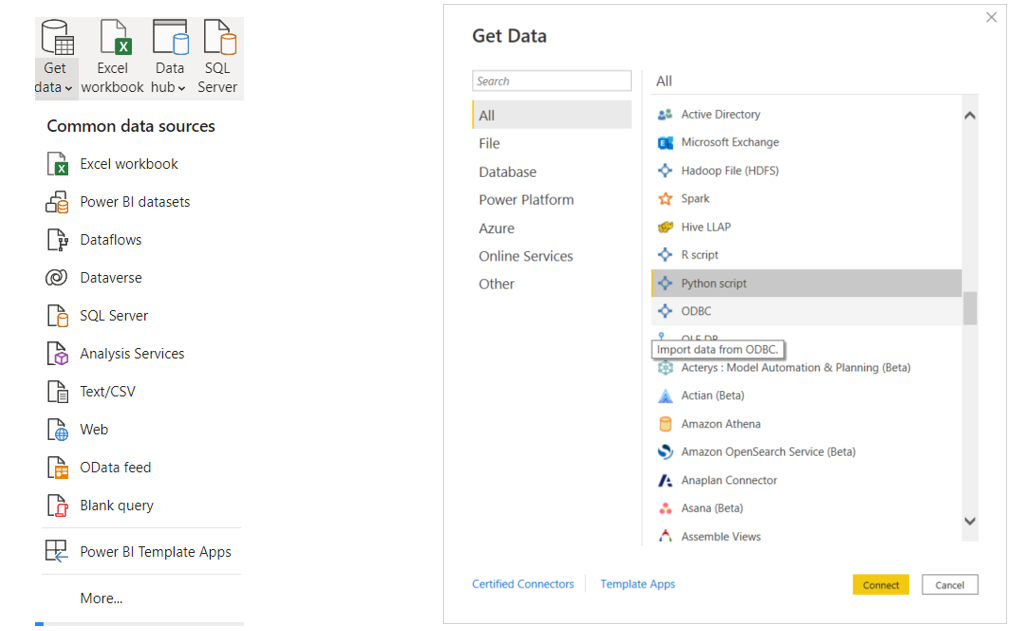 Get data
Excel workbook
Data hub
SQL Server
Common data sources
Excel workbook
Power BI datasets
Dataflows
Dataverse
SQL Server
Analysis Services
Text/CSV
Web
OData feed
Blank query
Power BI Template Apps
More...
Get Data
Search
All
File
Database
Power Platform
Azure
Online Services
Other
All
Active Directory
Microsoft Exchange
Hadoop File (HDFS)
Spark
Hive LLAP
R script
Python script
ODBC
OLE DB
Import data from ODBC.
Acterys : Model Automation & Planning (Beta)
Actian (Beta)
Amazon Athena
Amazon OpenSearch Service (Beta)
Anaplan Connector
Asana (Beta)
Assemble Views
Certified Connectors
Template Apps
Connect
Cancel